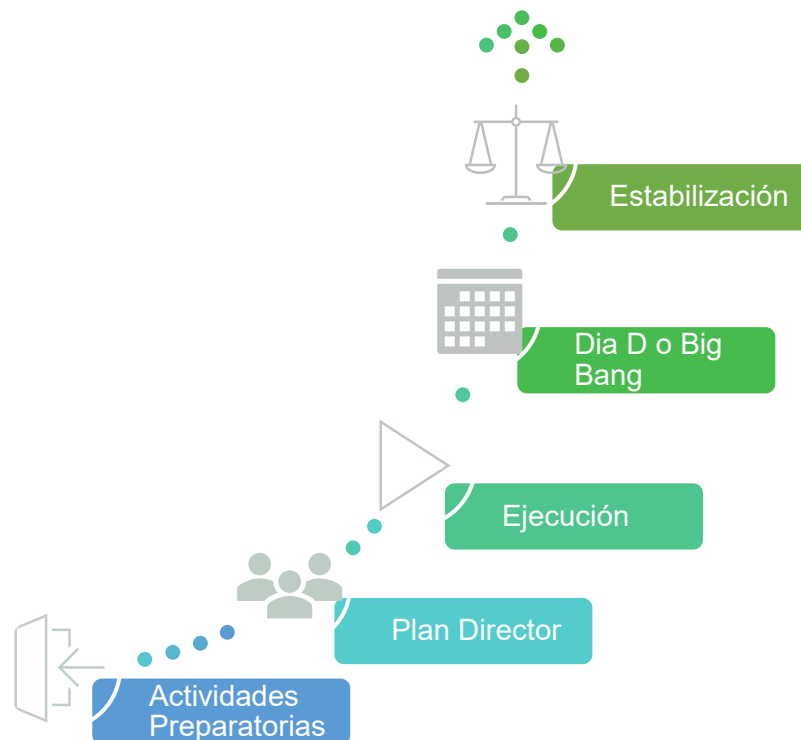 Estabilización
Dia D o Big
Bang
Ejecución
Plan Director
Actividades
Preparatorias